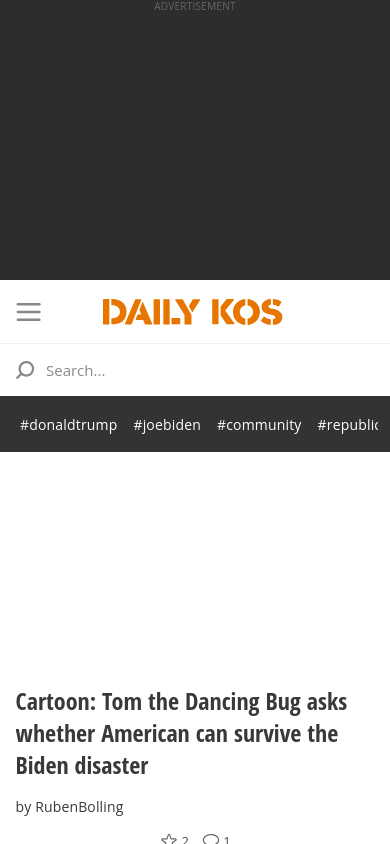 ADVERTISEMENT
DAILY KOS
Search...
#donaldtrump #joebiden #community #republic
Cartoon: Tom the Dancing Bug asks
whether American can survive the
Biden disaster
by RubenBolling
2 1